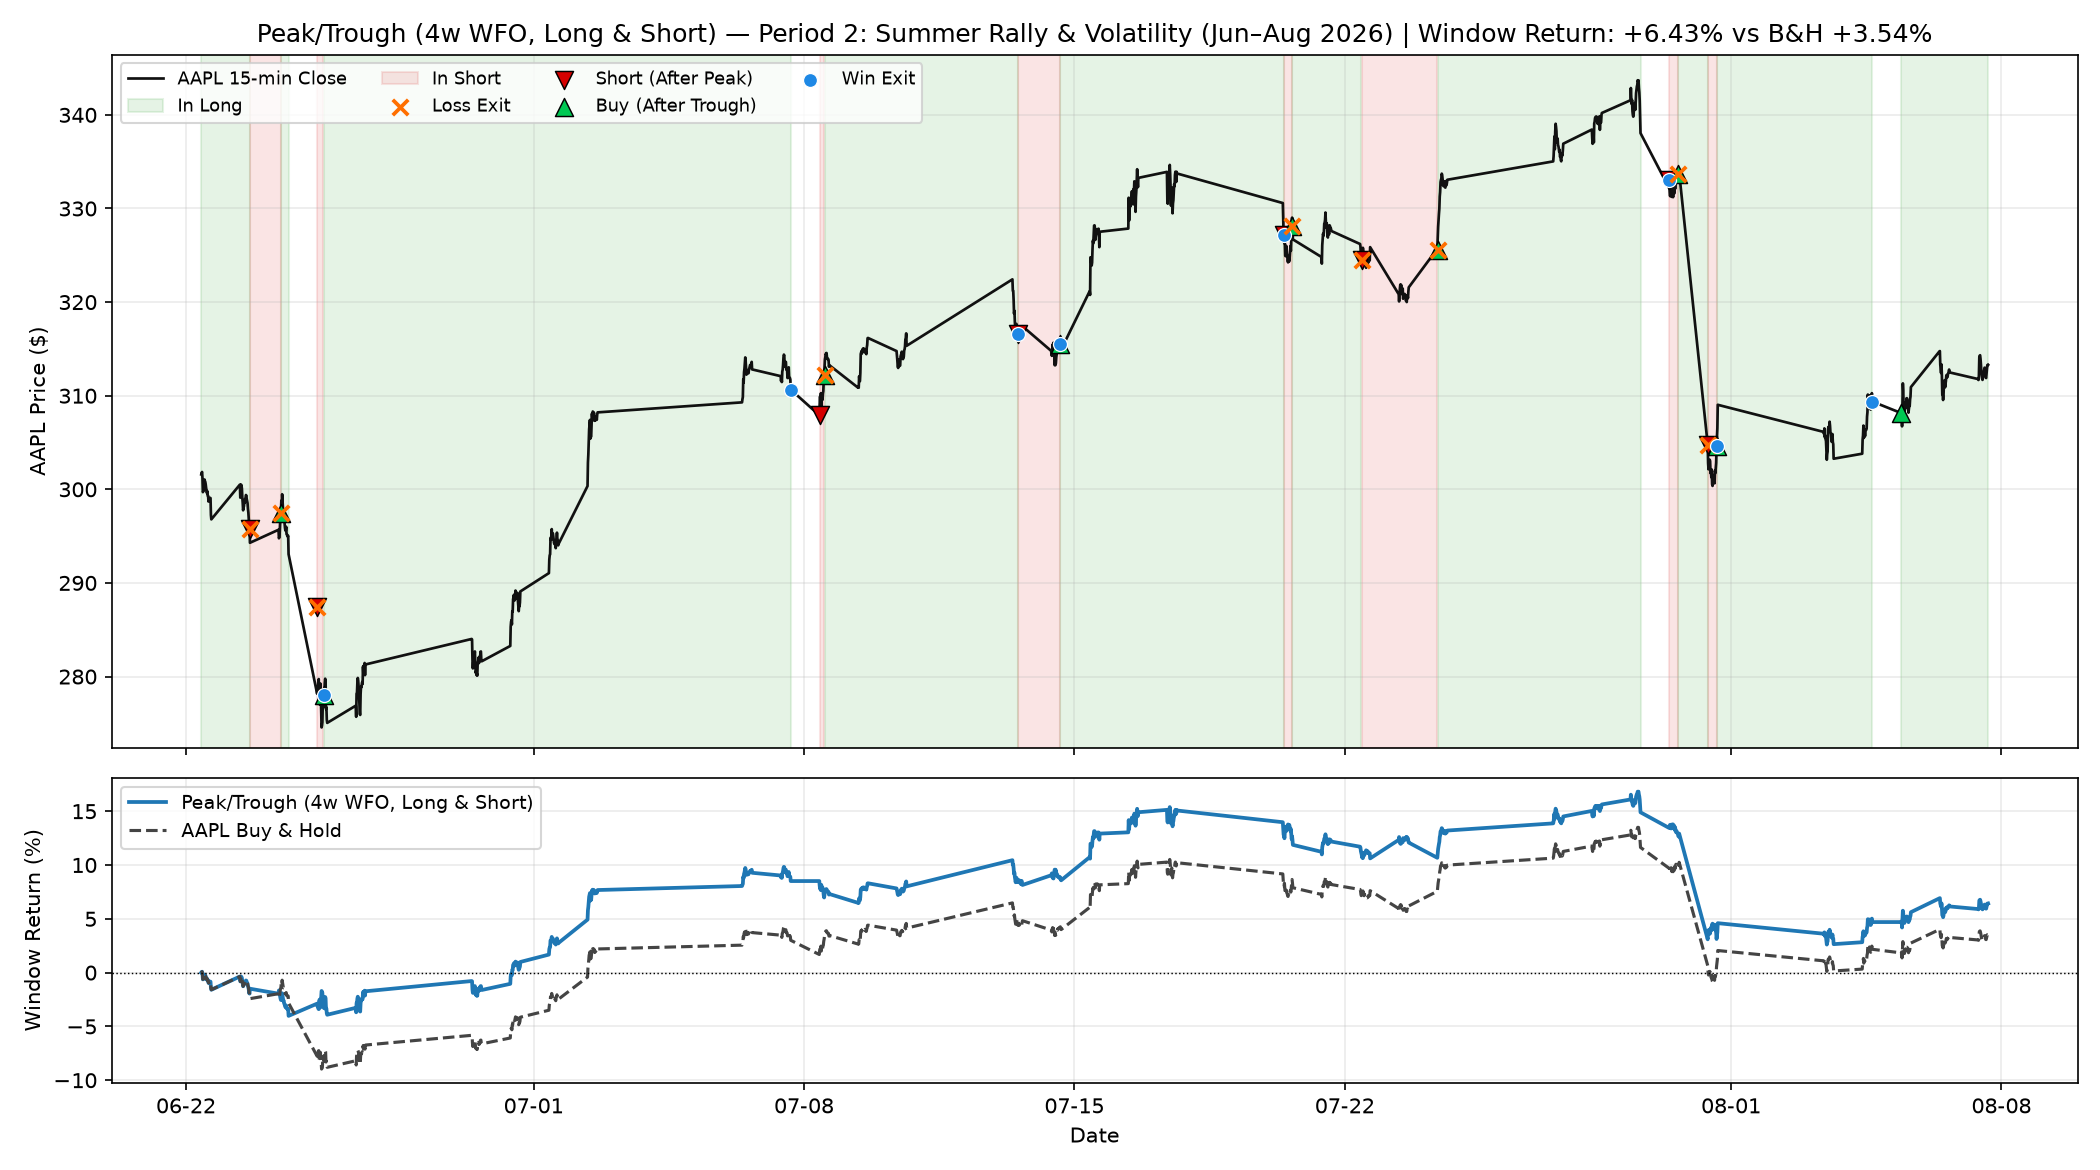 Peak/Trough (4w WFO, Long & Short) — Period 2: Summer Rally & Volatility (Jun–Aug 2026) | Window Return: +6.43% vs B&H +3.54%
AAPL 15-min Close
In Long
In Short
Loss Exit
Short (After Peak)
Buy (After Trough)
Win Exit
AAPL Price ($)
340
330
320
310
300
290
280
Peak/Trough (4w WFO, Long & Short)
AAPL Buy & Hold
Window Return (%)
15
10
5
0
−5
−10
06-22
07-01
07-08
07-15
07-22
08-01
08-08
Date